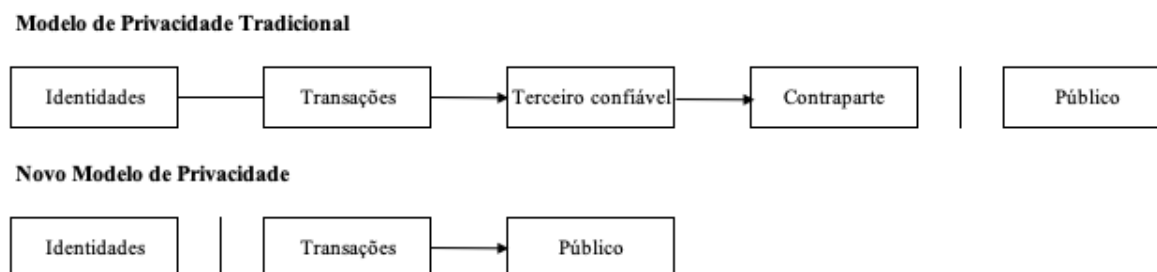 Modelo de Privacidade Tradicional
Identidades
Transações
Terceiro confiável
Contraparte
Público
Novo Modelo de Privacidade
Identidades
Transações
Público